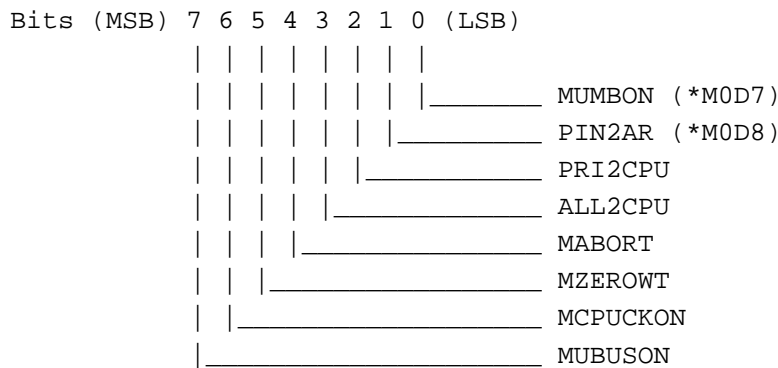 Bits (MSB) 7 6 5 4 3 2 1 0 (LSB)
MUMBON (*M0D7)
PIN2AR (*M0D8)
PRI2CPU
ALL2CPU
MABORT
MZEROWT
MCPUCKON
MUBUSON